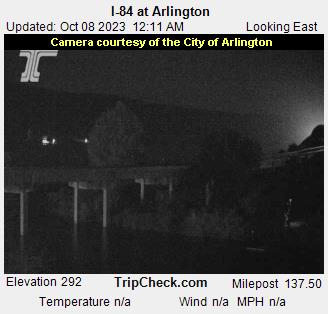 I-84 at Arlington
Updated: Oct 08 2023 12:11 AM Looking East
Camera courtesy of the City of Arlington
Elevation 292 TripCheck.com Milepost 137.50
Temperature n/a Wind n/a MPH n/a